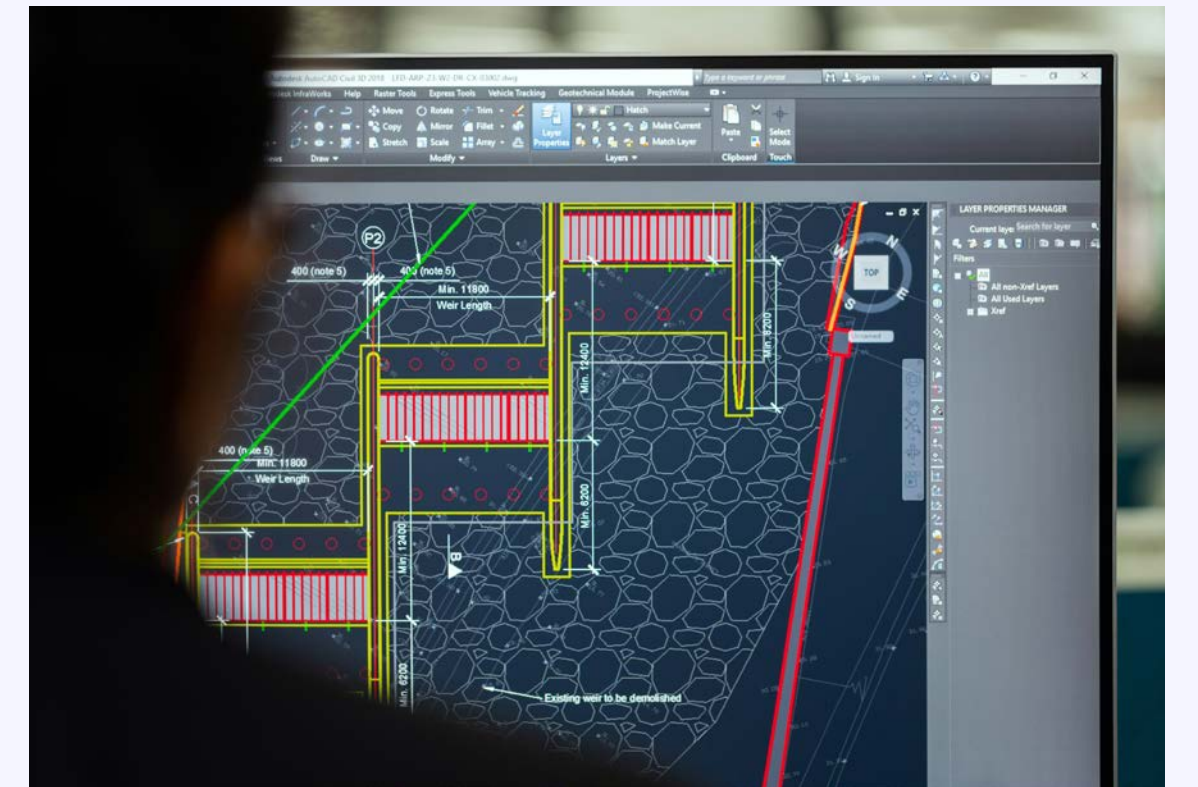 Autodesk AutoCAD Civil 3D 2018 LFD-ARP-Z3-W2-DR-CX-03002.dwg
Type a keyword or phrase
Sign In
InfraWorks Help Raster Tools Express Tools Vehicle Tracking Geotechnical Module ProjectWise
Move Rotate Trim Hatch
Copy Mirror Fillet Make Current
Stretch Scale Array Match Layer
Layer Properties
Paste
Select Mode
Draw Modify Layers Clipboard Touch
LAYER PROPERTIES MANAGER
Search for layer
Filters
All
All non-Xref Layers
All Used Layers
Xref
N
W
TOP
S
E
Unnamed
P2
400 (note 5)
400 (note 5)
Min. 11800
Weir Length
Min. 8200
Min. 12400
400 (note 5)
Min. 11800
Weir Length
Min. 6200
Min. 12400
B
Min. 6200
Existing weir to be demolished